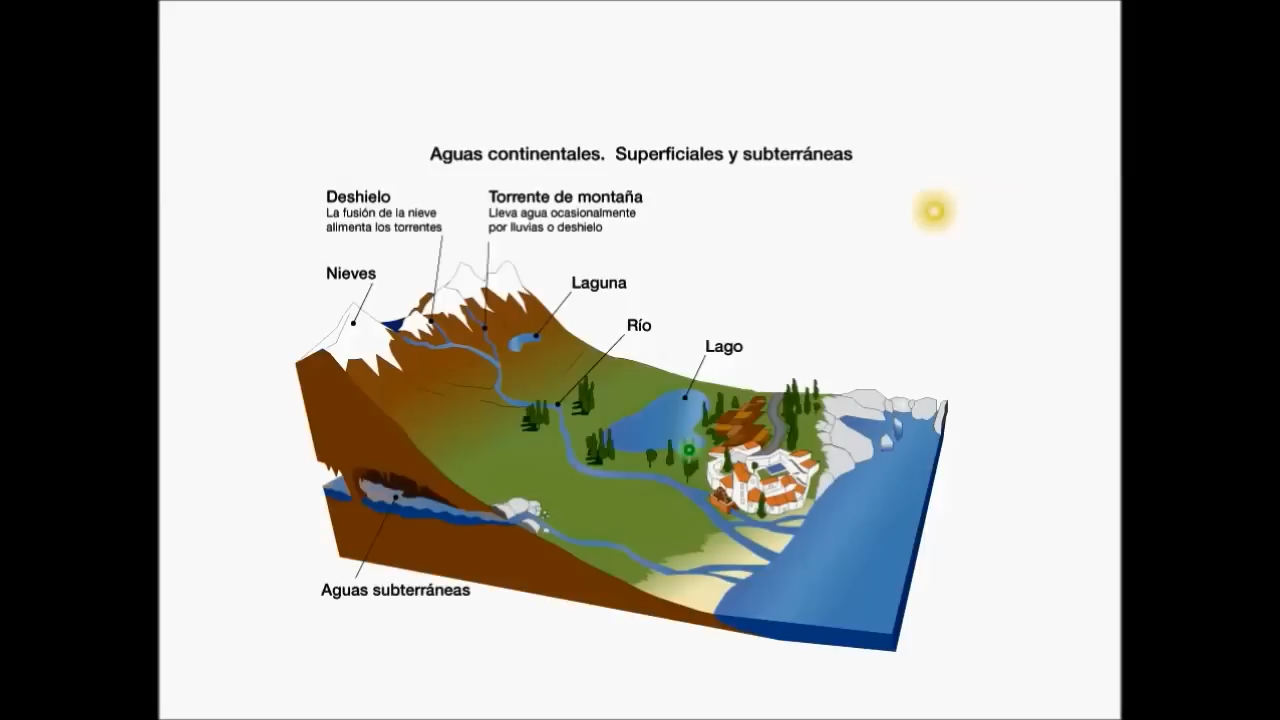 Aguas continentales. Superficiales y subterráneas
Deshielo
La fusión de la nieve
alimenta los torrentes
Torrente de montaña
Lleva agua ocasionalmente
por lluvias o deshielo
Nieves
Laguna
Río
Lago
Aguas subterráneas